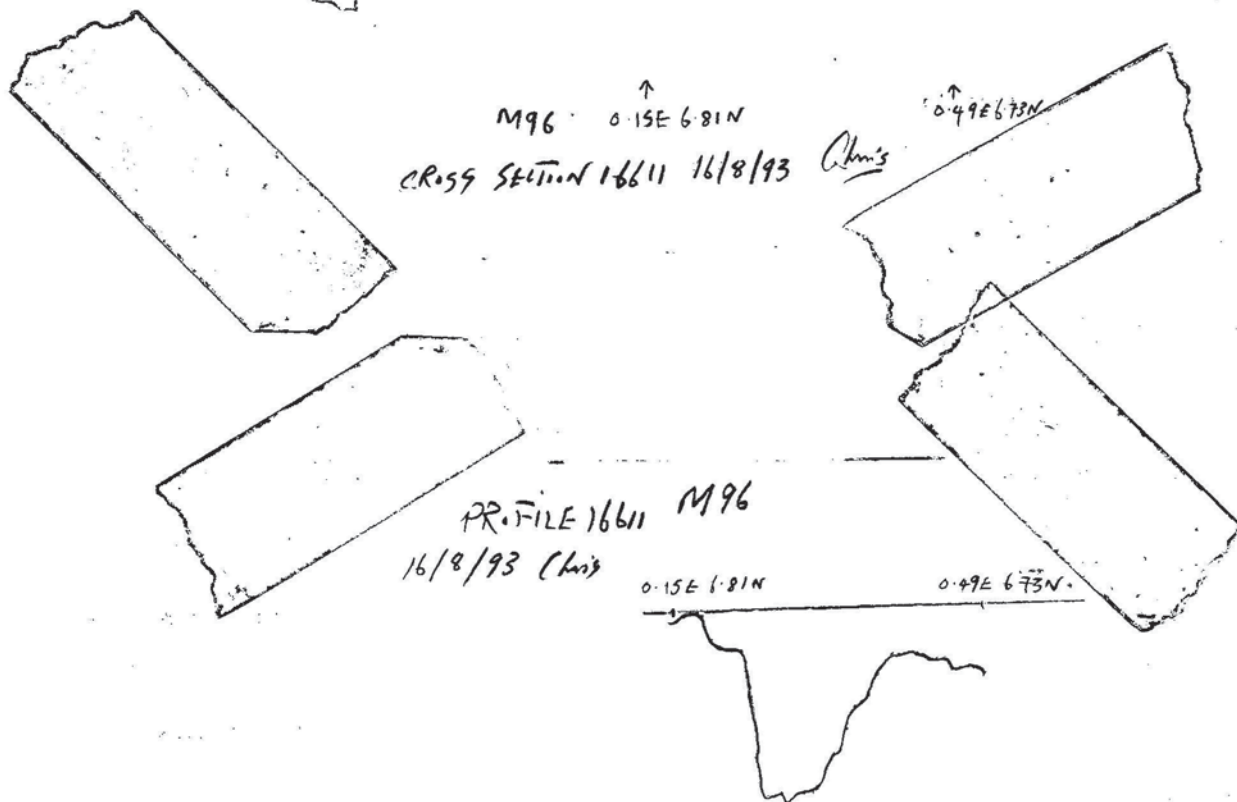 M96 0.15E 6.81N
0.49E 6.73N
CROSS SECTION 16611 16/8/93 Chris
PROFILE 16611 M96
16/8/93 Chris
0.15E 6.81N
0.49E 6.73N.